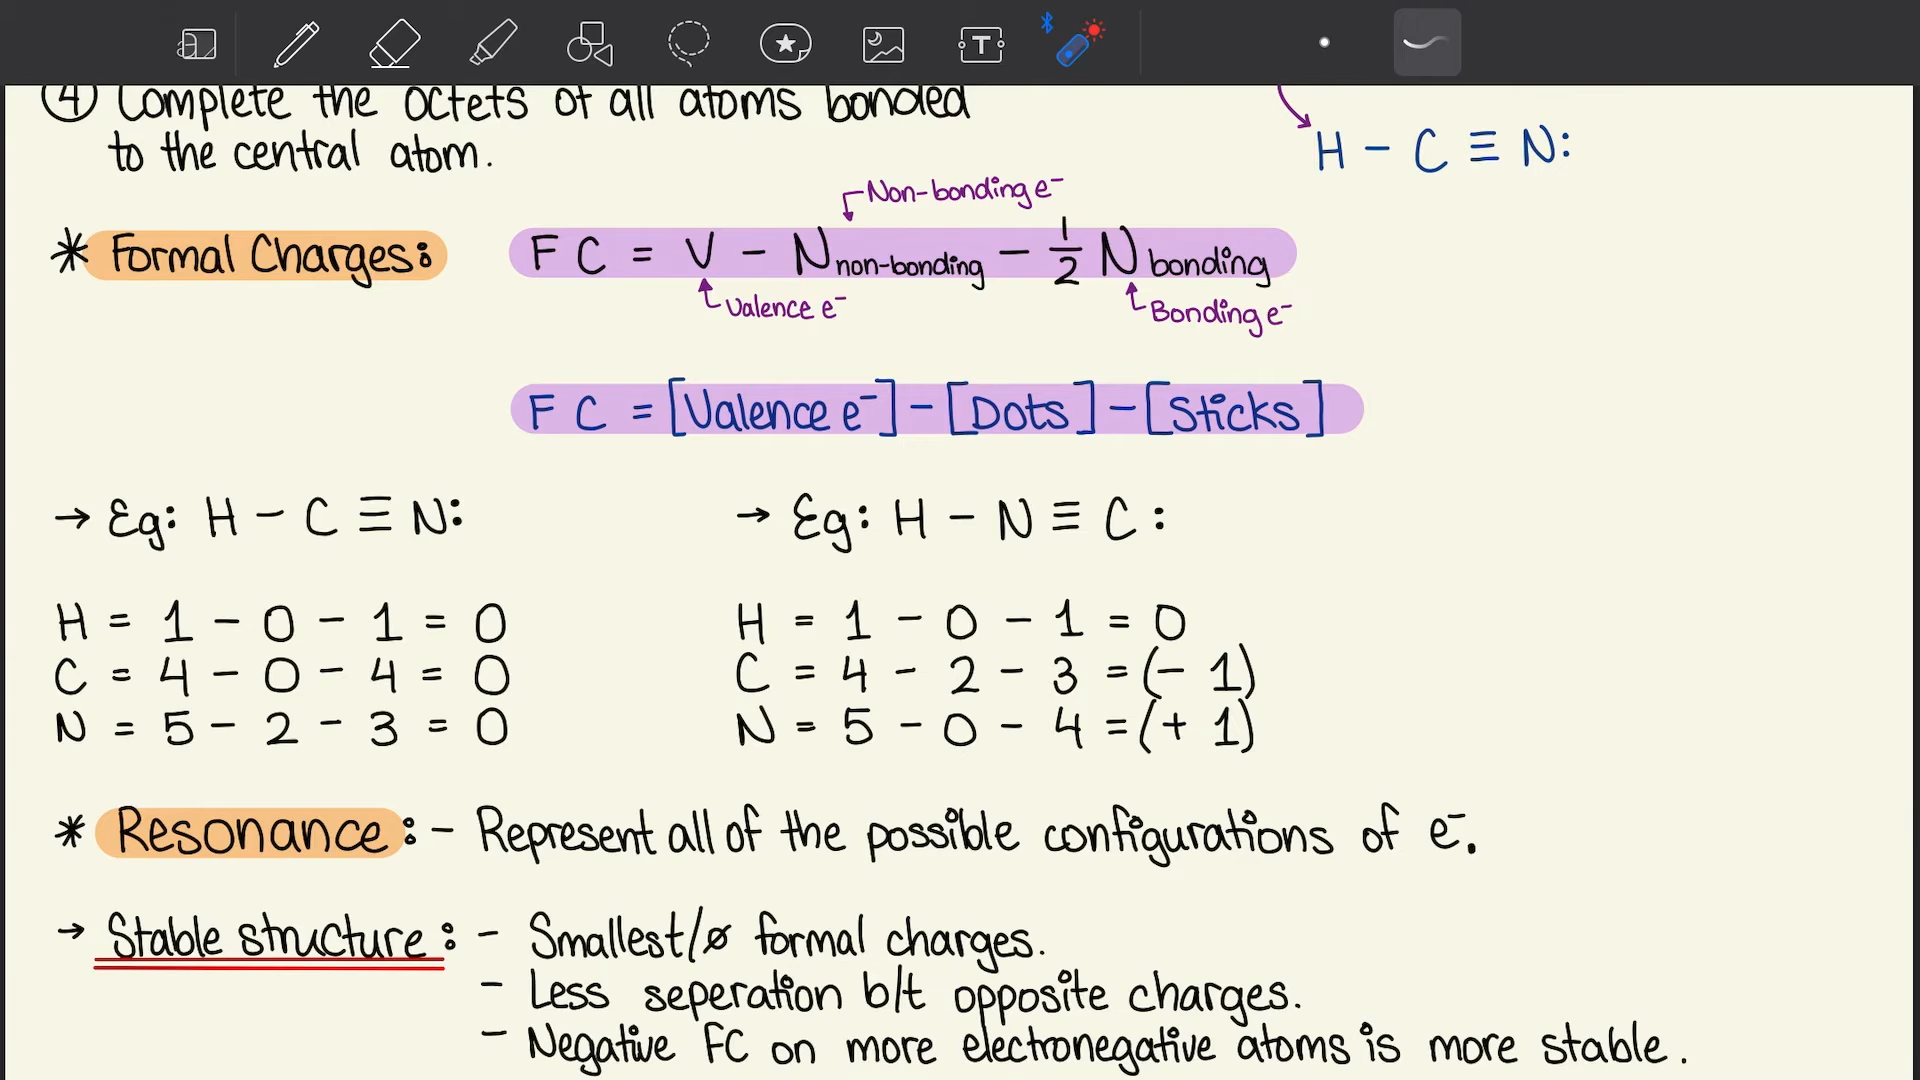 ④ Complete the octets of all atoms bonded
to the central atom.
H – C ≡ N:
Non-bonding e⁻
* Formal Charges: F C = V – N non-bonding – 1/2 N bonding
Valence e⁻
Bonding e⁻
F C = [Valence e⁻] – [Dots] – [Sticks]
→ Eg: H – C ≡ N:
H = 1 – 0 – 1 = 0
C = 4 – 0 – 4 = 0
N = 5 – 2 – 3 = 0
→ Eg: H – N ≡ C :
H = 1 – 0 – 1 = 0
C = 4 – 2 – 3 = (– 1)
N = 5 – 0 – 4 = (+ 1)
* Resonance: – Represent all of the possible configurations of e⁻.
→ Stable structure: – Smallest/ø formal charges.
– Less seperation b/t opposite charges.
– Negative FC on more electronegative atoms is more stable.